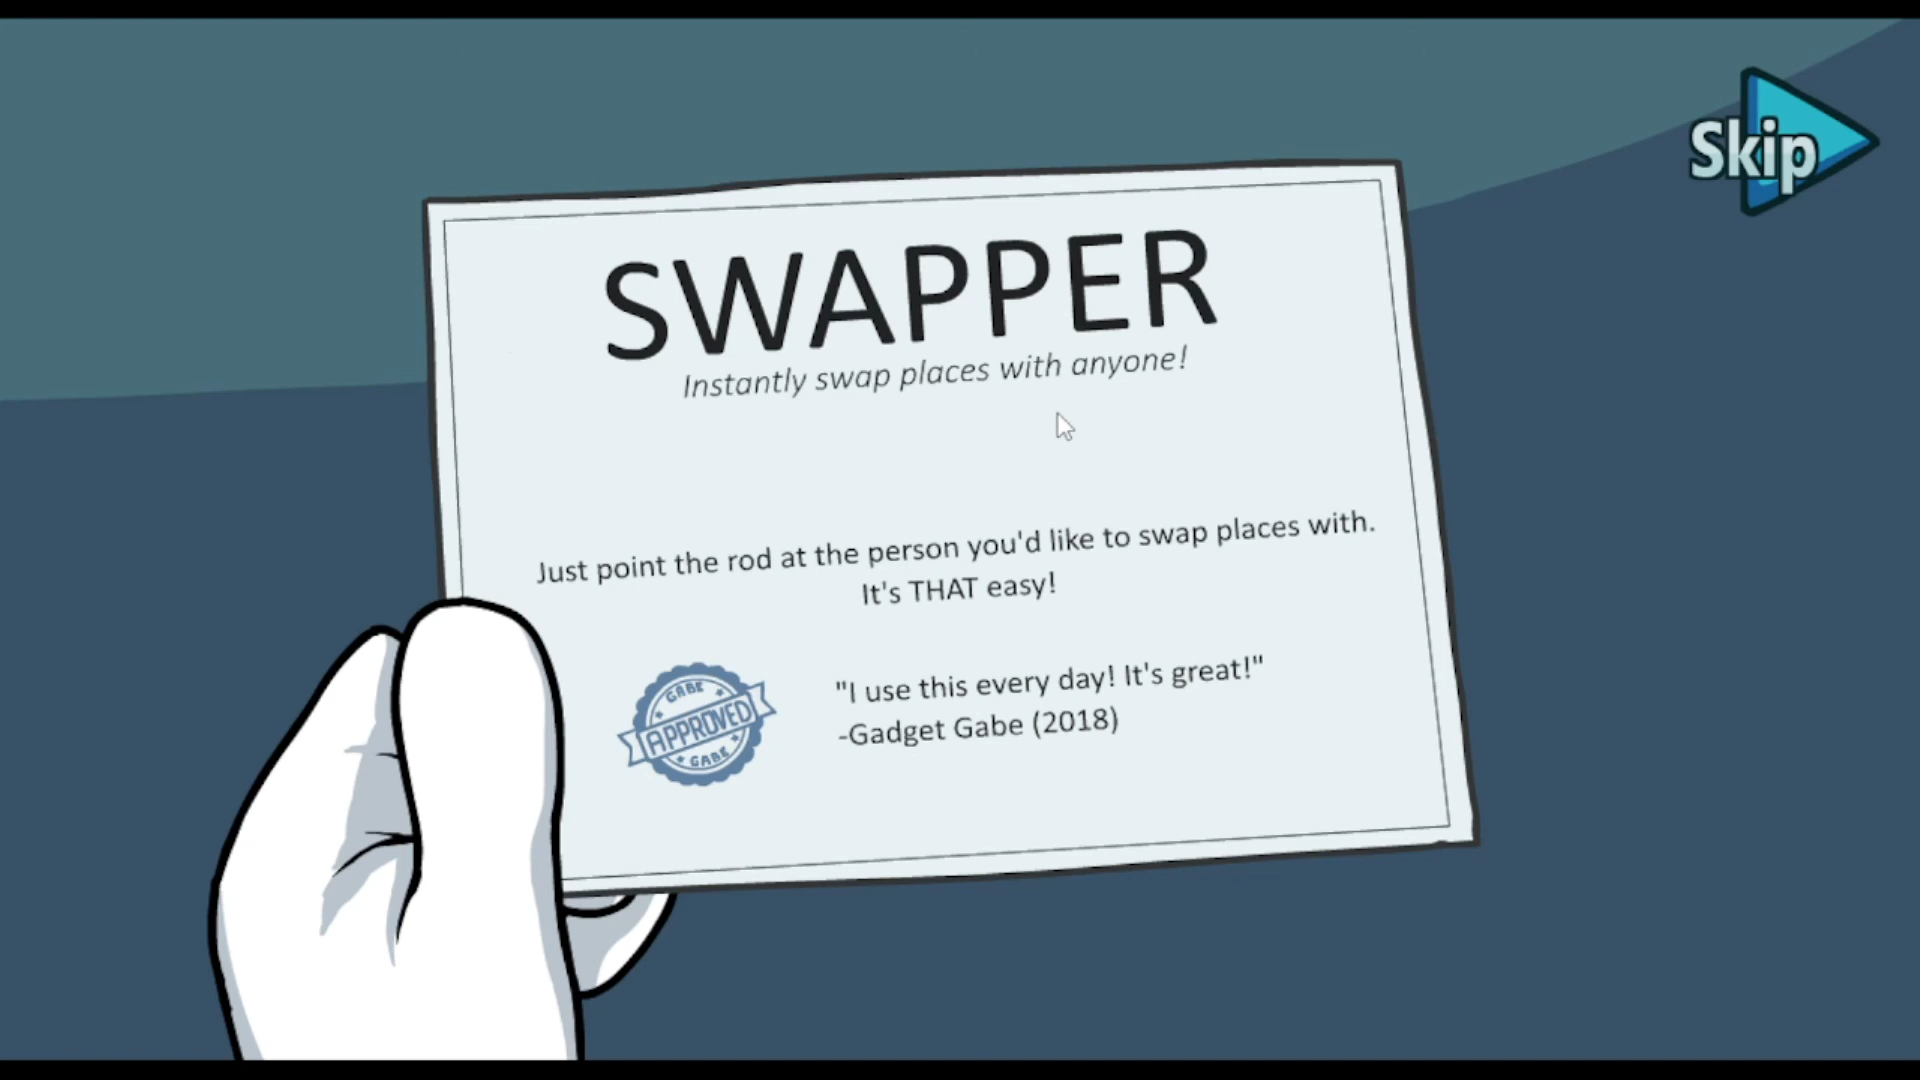 Skip
SWAPPER
Instantly swap places with anyone!
Just point the rod at the person you'd like to swap places with.
It's THAT easy!
GABE
APPROVED
GABE
"I use this every day! It's great!"
-Gadget Gabe (2018)